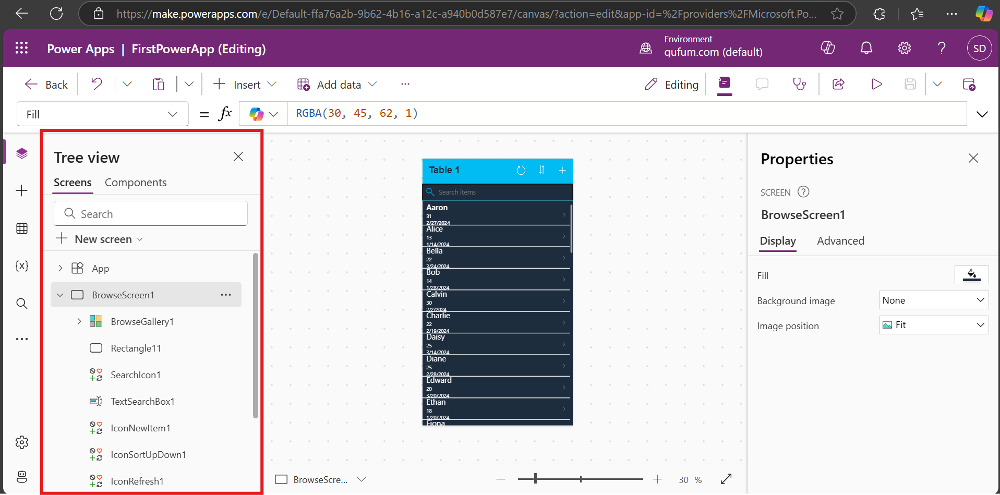 https://make.powerapps.com/e/Default-ffa76a2b-9b62-4b16-a12c-a940b0d587e7/canvas/?action=edit&app-id=%2Fproviders%2FMicrosoft.Po...
Power Apps | FirstPowerApp (Editing)
Environment
gufum.com (default)
SD
Back
Insert
Add data
Editing
Fill
= fx
RGBA(30, 45, 62, 1)
Tree view
Screens Components
Search
New screen
App
BrowseScreen1
BrowseGallery1
Rectangle11
SearchIcon1
TextSearchBox1
IconNewItem1
IconSortUpDown1
IconRefresh1
Table 1
Search items
Aaron
31
2/27/2024
Alice
13
1/14/2024
Bella
22
3/24/2024
Bob
14
1/28/2024
Calvin
30
2/2/2024
Charlie
22
2/19/2024
Daisy
25
3/14/2024
Diane
25
2/28/2024
Edward
20
3/20/2024
Ethan
18
1/20/2024
Fiona
BrowseScre...
30 %
Properties
SCREEN
BrowseScreen1
Display Advanced
Fill
Background image
None
Image position
Fit